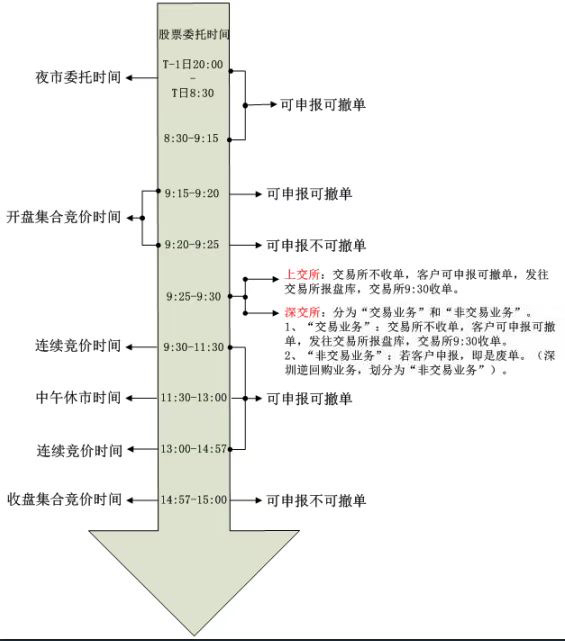 股票委托时间
夜市委托时间
T-1日20:00
-
T日8:30
可申报可撤单
8:30-9:15
9:15-9:20
可申报可撤单
开盘集合竞价时间
9:20-9:25
可申报不可撤单
9:25-9:30
上交所：交易所不收单，客户可申报可撤单，发往
交易所报盘库，交易所9:30收单。
深交所：分为“交易业务”和“非交易业务”。
1、“交易业务”：交易所不收单，客户可申报可撤
单，发往交易所报盘库，交易所9:30收单。
2、“非交易业务”：若客户申报，即是废单。（深
圳逆回购业务，划分为“非交易业务”）。
连续竞价时间
9:30-11:30
中午休市时间
11:30-13:00
可申报可撤单
连续竞价时间
13:00-14:57
收盘集合竞价时间
14:57-15:00
可申报不可撤单